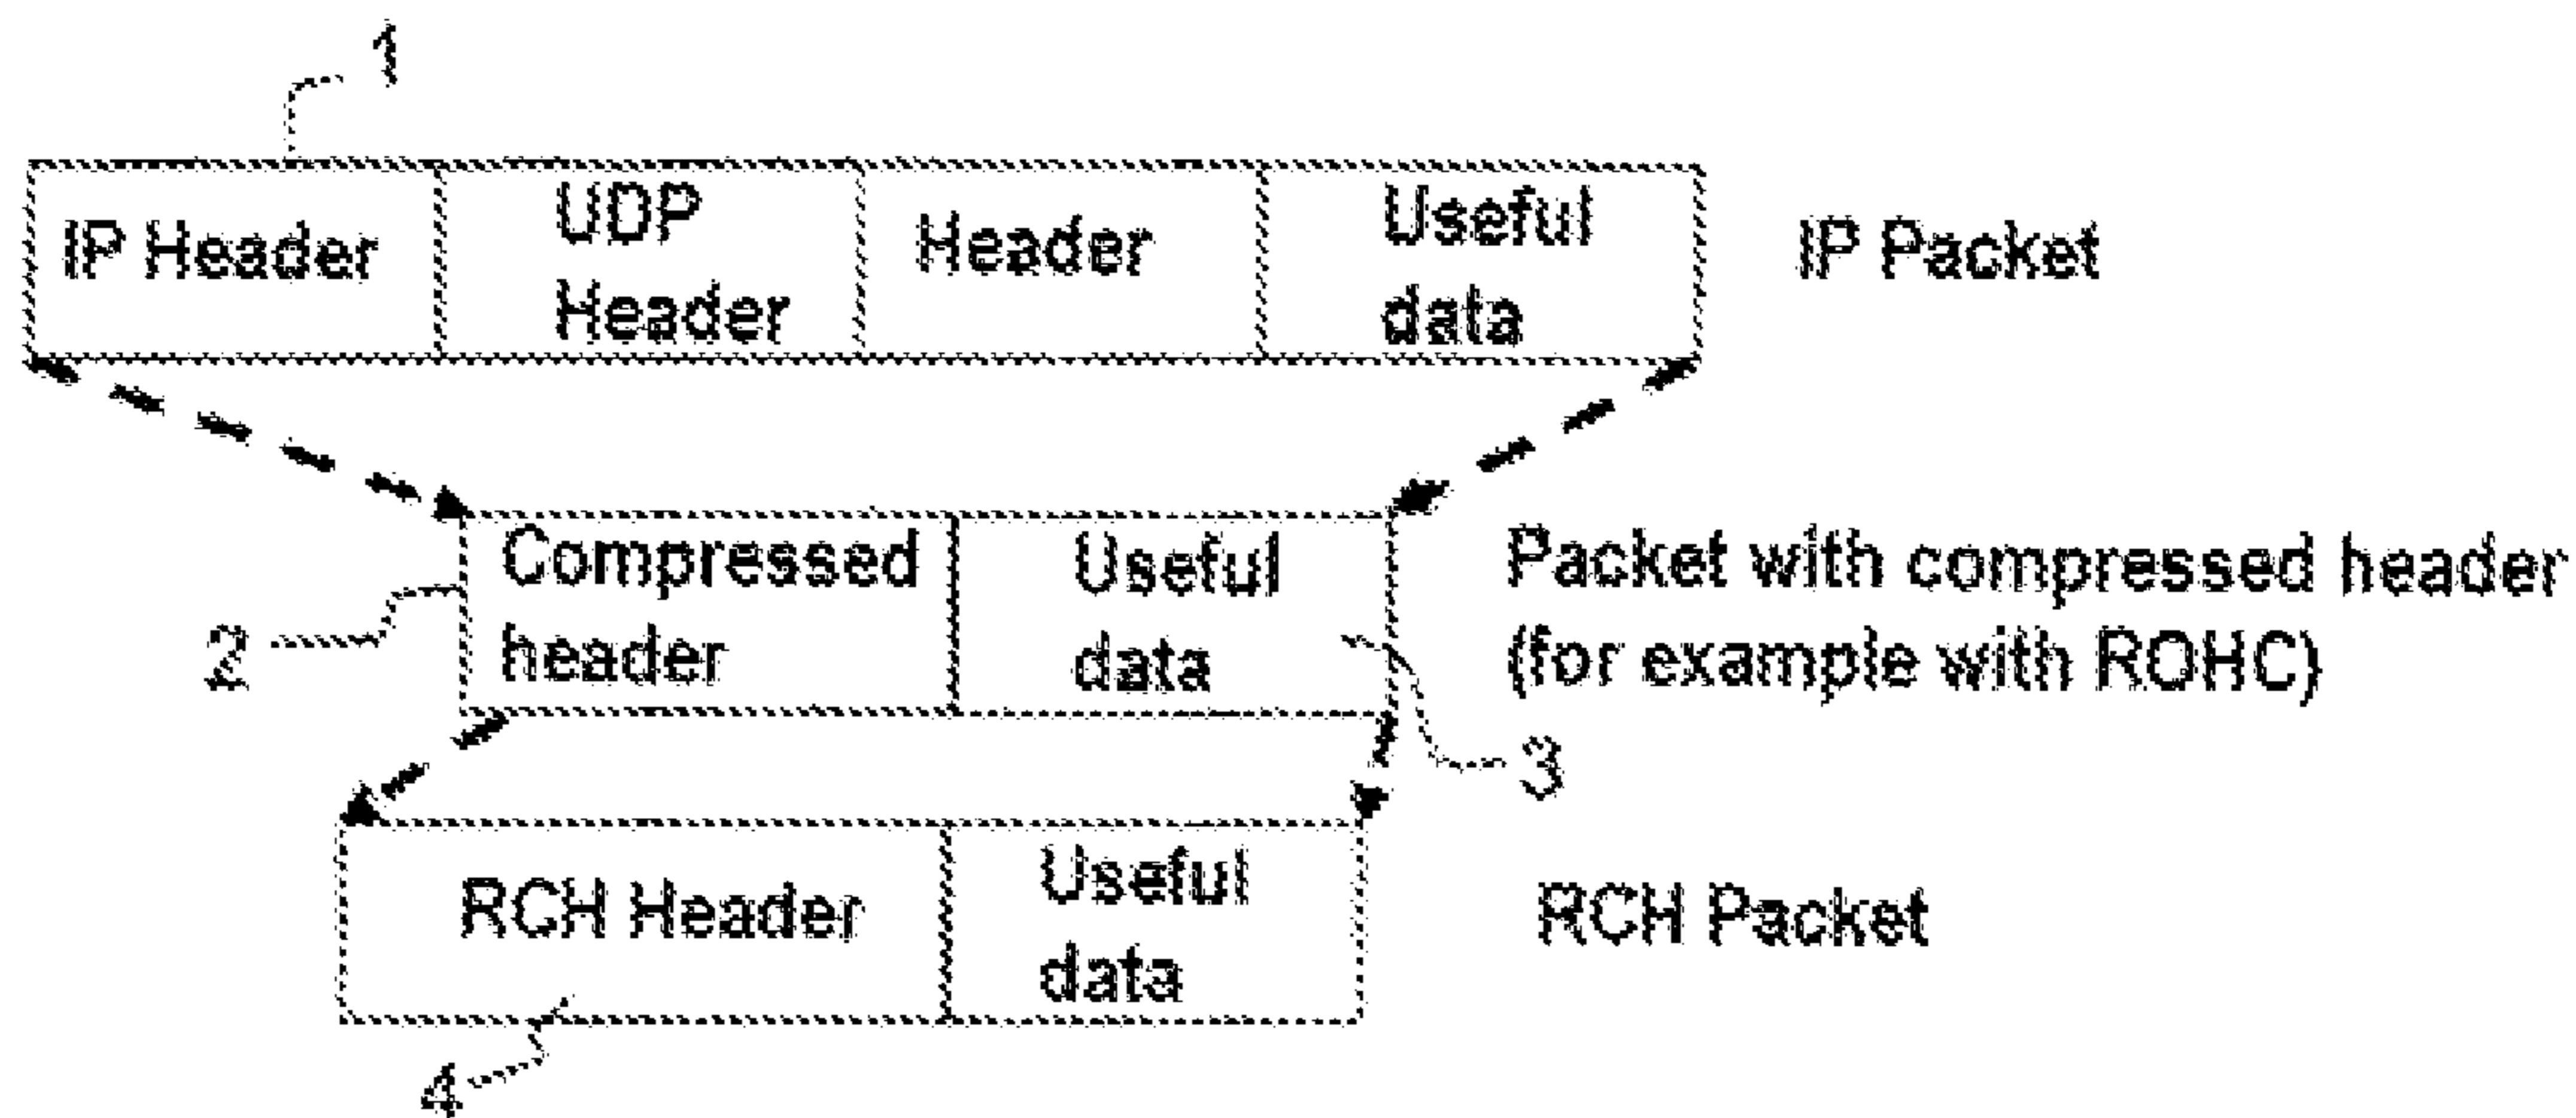 1
IP Header
UDP
Header
Header
Useful
data
IP Packet
Compressed
header
Useful
data
Packet with compressed header
(for example with ROHC)
2
3
RCH Header
Useful
data
RCH Packet
4